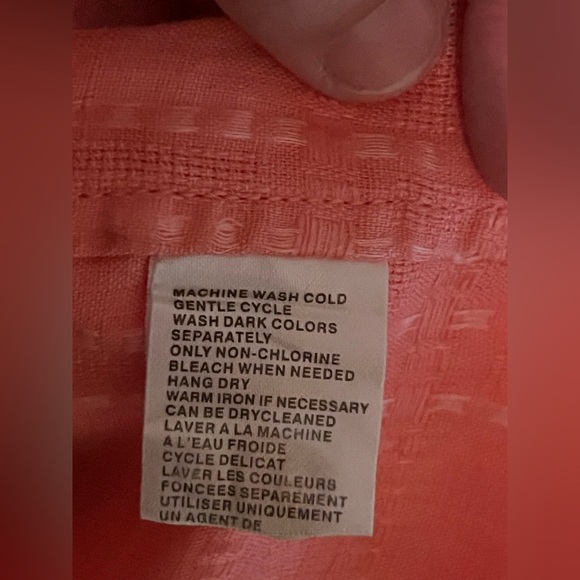 MACHINE WASH COLD
GENTLE CYCLE
WASH DARK COLORS
SEPARATELY
ONLY NON-CHLORINE
BLEACH WHEN NEEDED
HANG DRY
WARM IRON IF NECESSARY
CAN BE DRYCLEANED
LAVER A LA MACHINE
A L'EAU FROIDE
CYCLE DELICAT
LAVER LES COULEURS
FONCEES SEPAREMENT
UTILISER UNIQUEMENT
UN AGENT DE